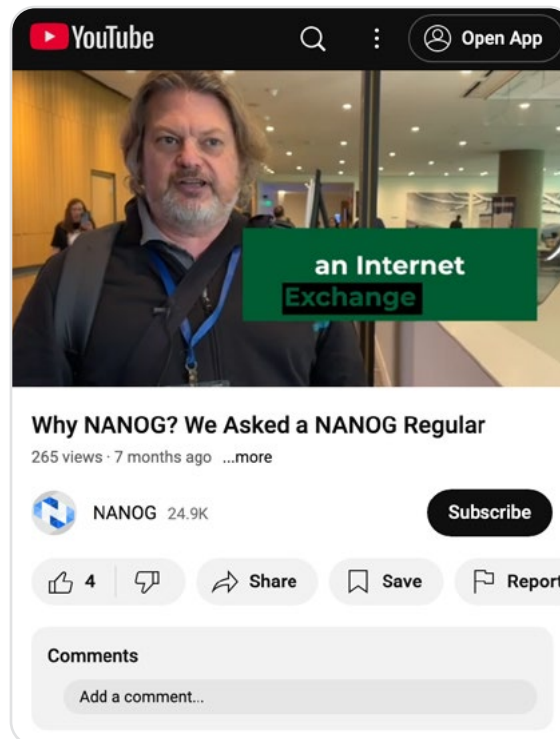 YouTube
Open App
an Internet
Exchange
Why NANOG? We Asked a NANOG Regular
265 views · 7 months ago ...more
NANOG 24.9K
Subscribe
4
Share
Save
Report
Comments
Add a comment...